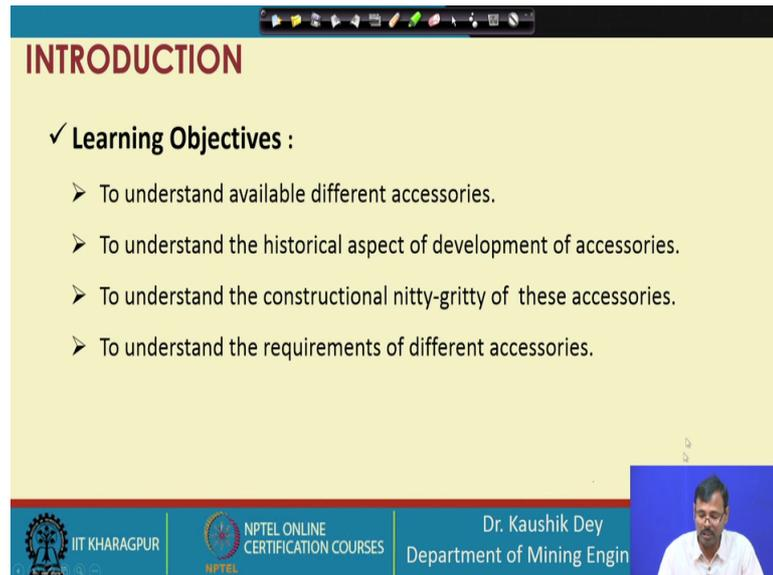 INTRODUCTION
✓ Learning Objectives :
➢ To understand available different accessories.
➢ To understand the historical aspect of development of accessories.
➢ To understand the constructional nitty-gritty of these accessories.
➢ To understand the requirements of different accessories.
IIT KHARAGPUR
NPTEL
NPTEL ONLINE
CERTIFICATION COURSES
Dr. Kaushik Dey
Department of Mining Engin